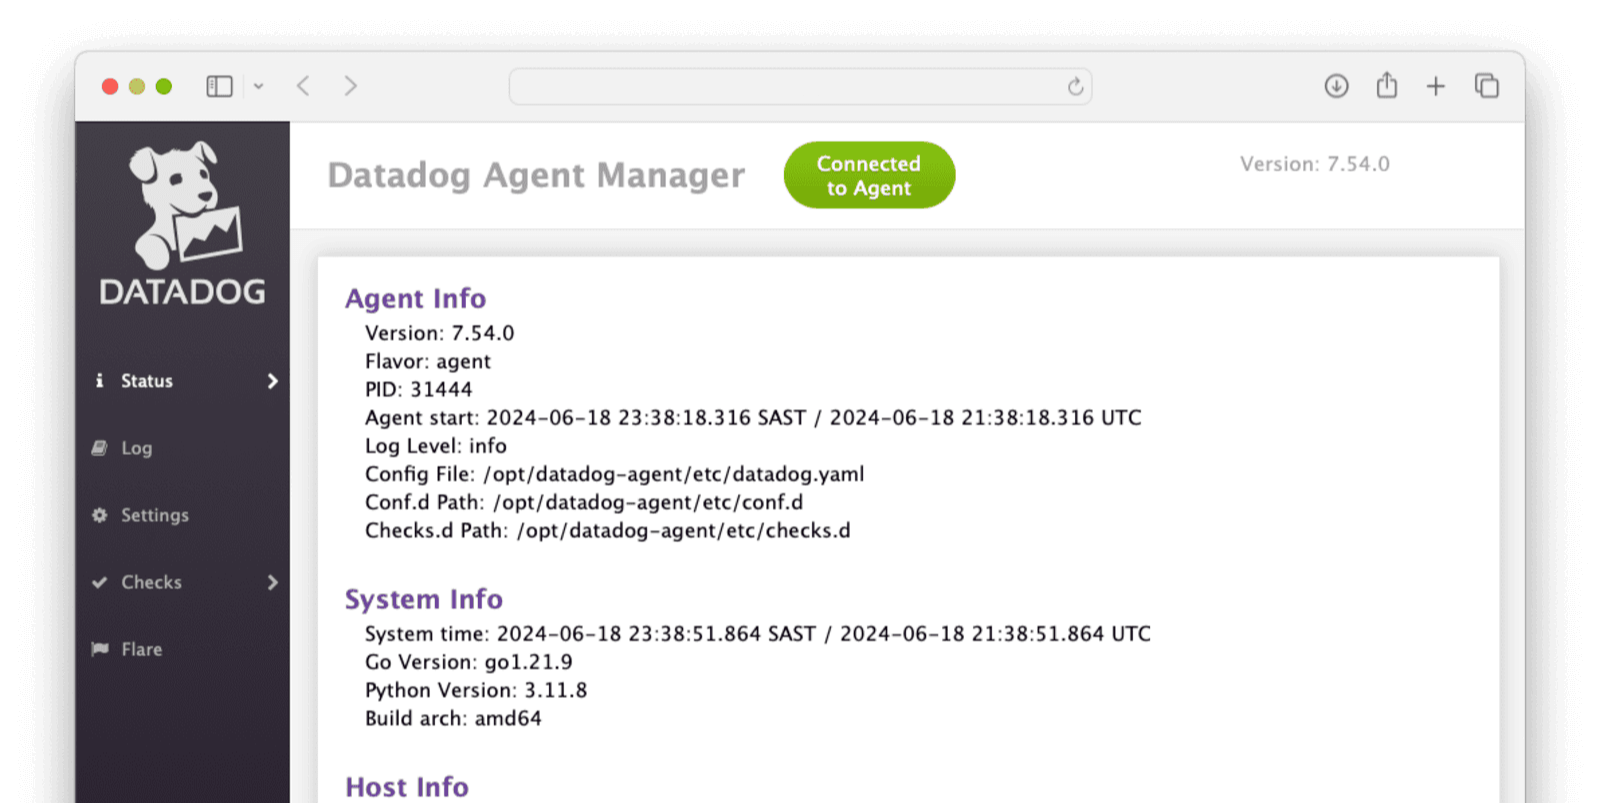 Datadog Agent Manager
Connected
to Agent
Version: 7.54.0
DATADOG
Status
Log
Settings
Checks
Flare
Agent Info
Version: 7.54.0
Flavor: agent
PID: 31444
Agent start: 2024-06-18 23:38:18.316 SAST / 2024-06-18 21:38:18.316 UTC
Log Level: info
Config File: /opt/datadog-agent/etc/datadog.yaml
Conf.d Path: /opt/datadog-agent/etc/conf.d
Checks.d Path: /opt/datadog-agent/etc/checks.d
System Info
System time: 2024-06-18 23:38:51.864 SAST / 2024-06-18 21:38:51.864 UTC
Go Version: go1.21.9
Python Version: 3.11.8
Build arch: amd64
Host Info